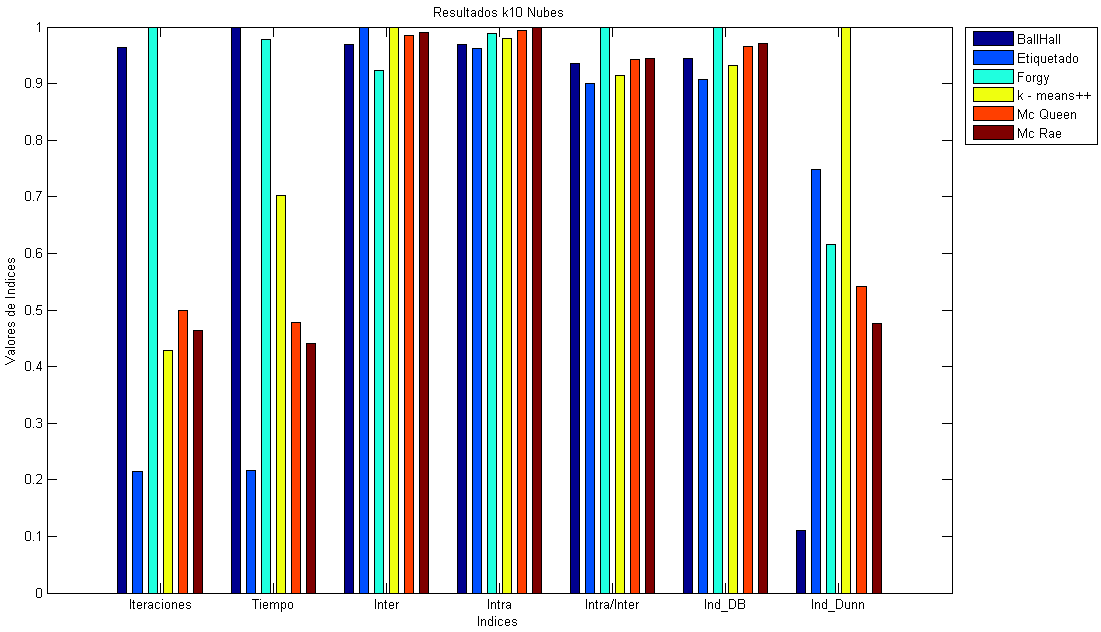 Resultados k10 Nubes
1
0.9
0.8
0.7
0.6
0.5
0.4
0.3
0.2
0.1
0
Valores de Indices
Iteraciones Tiempo Inter Intra Intra/Inter Ind_DB Ind_Dunn
Indices
BallHall
Etiquetado
Forgy
k - means++
Mc Queen
Mc Rae